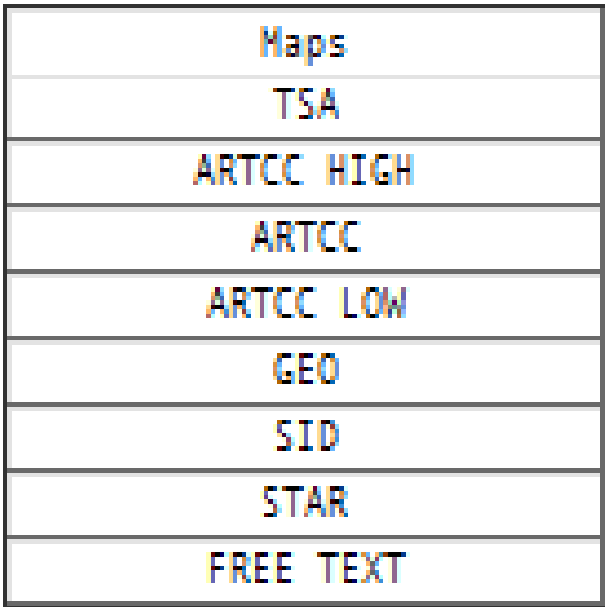 Maps
TSA
ARTCC HIGH
ARTCC
ARTCC LOW
GEO
SID
STAR
FREE TEXT